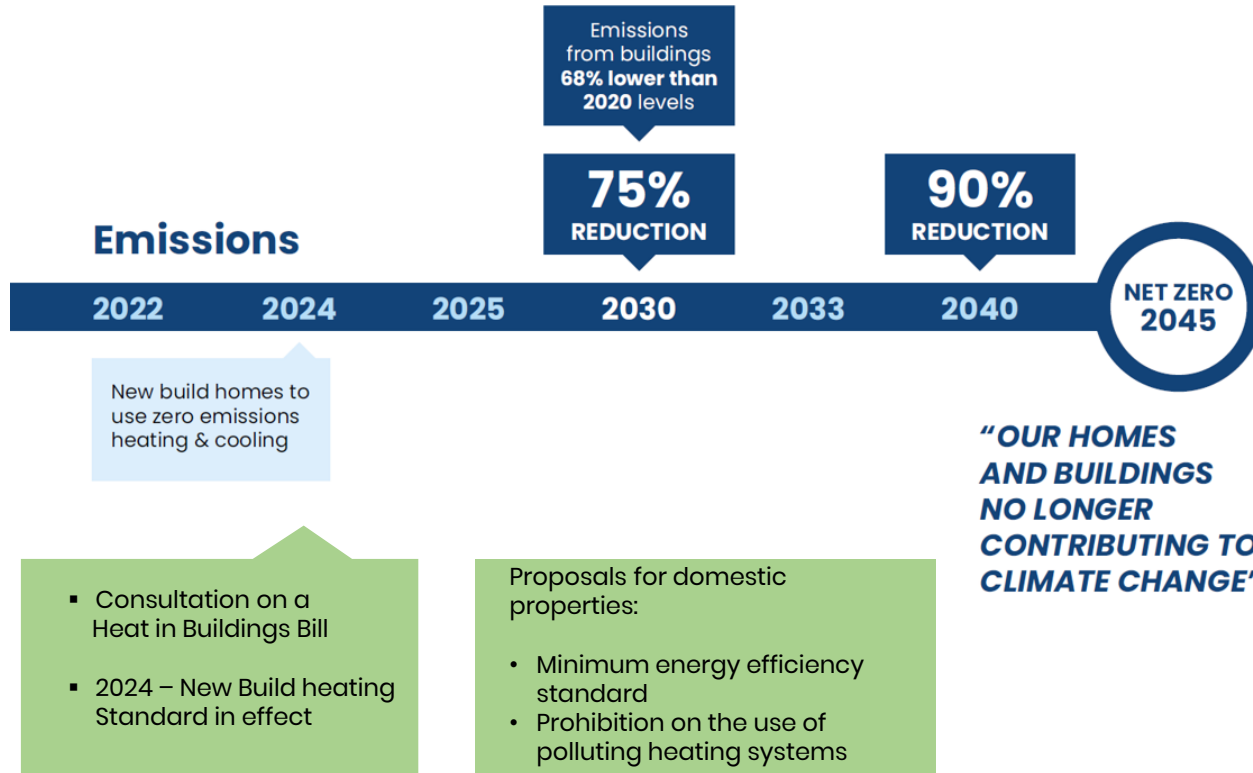 Emissions
from buildings
68% lower than
2020 levels
75%
REDUCTION
90%
REDUCTION
Emissions
2022 2024 2025 2030 2033 2040
NET ZERO
2045
New build homes to
use zero emissions
heating & cooling
“OUR HOMES
AND BUILDINGS
NO LONGER
CONTRIBUTING TO
CLIMATE CHANGE”
▪ Consultation on a
Heat in Buildings Bill
▪ 2024 – New Build heating
Standard in effect
Proposals for domestic
properties:
• Minimum energy efficiency
standard
• Prohibition on the use of
polluting heating systems